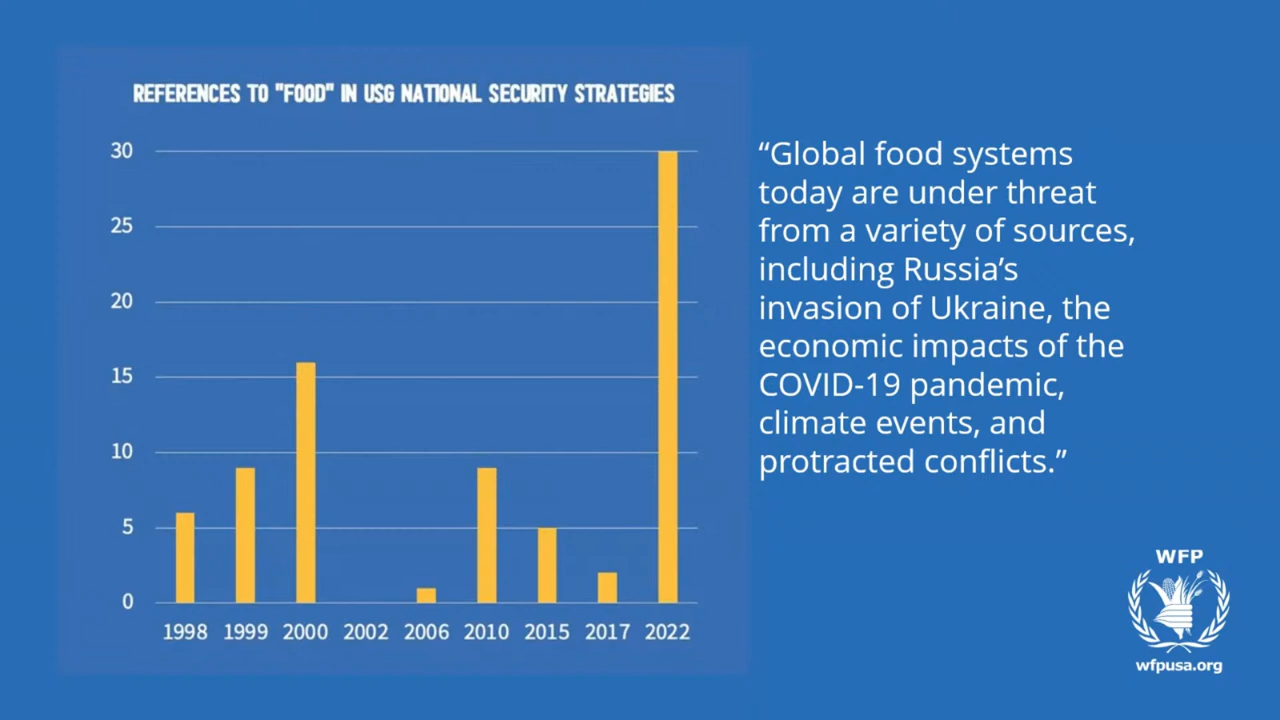 REFERENCES TO "FOOD" IN USG NATIONAL SECURITY STRATEGIES
30
25
20
15
10
5
0
1998 1999 2000 2002 2006 2010 2015 2017 2022
“Global food systems
today are under threat
from a variety of sources,
including Russia’s
invasion of Ukraine, the
economic impacts of the
COVID-19 pandemic,
climate events, and
protracted conflicts.”
WFP
wfpusa.org